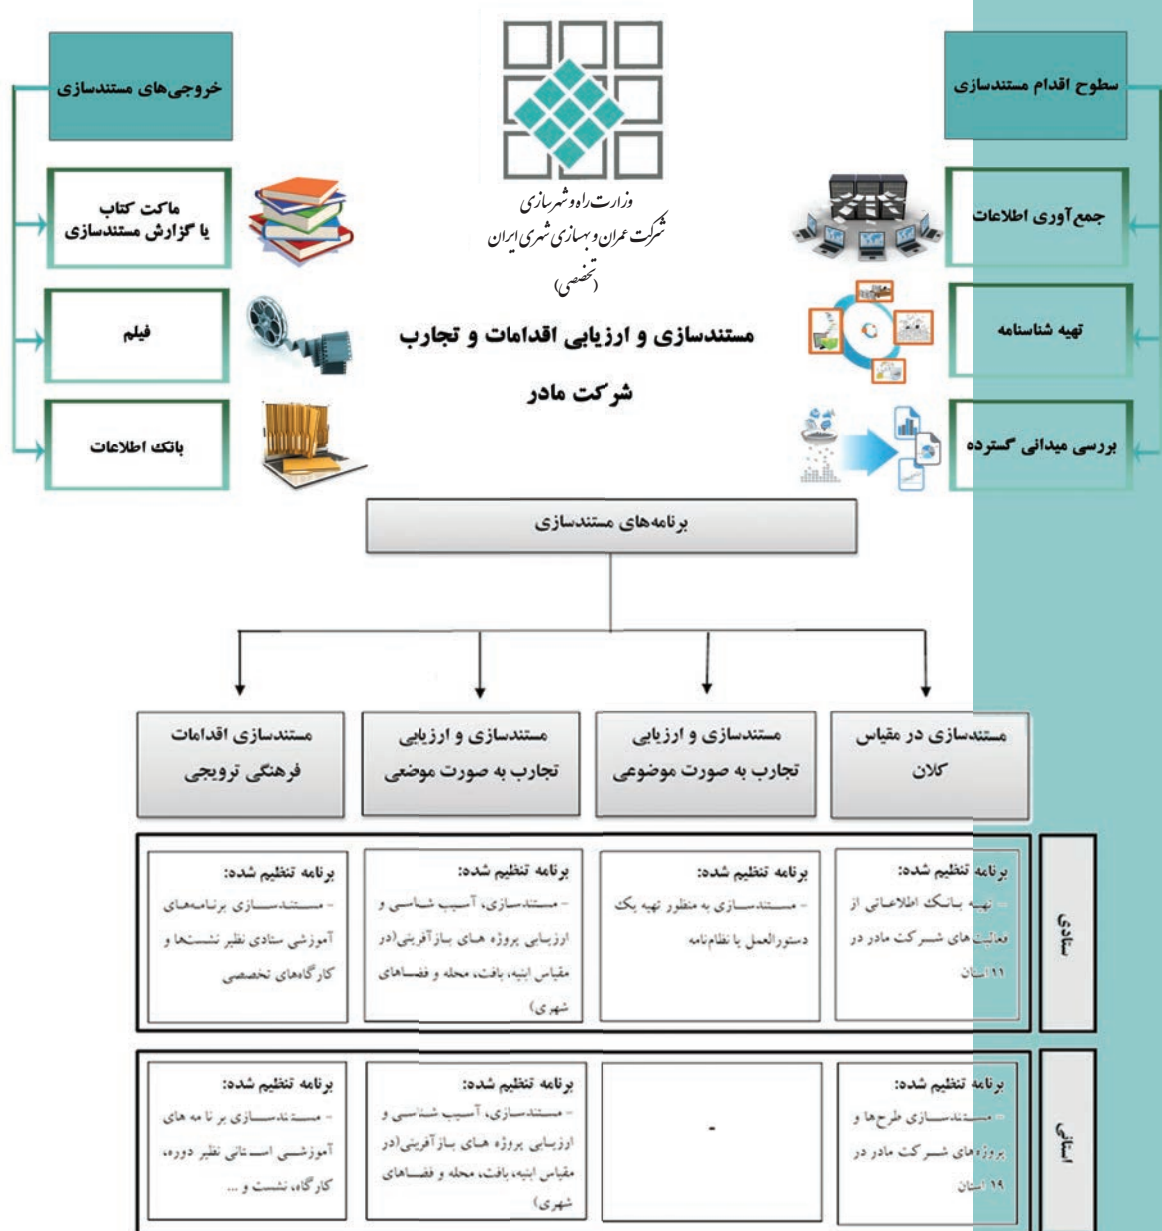 سطوح اقدام مستندسازی
جمع‌آوری اطلاعات
تهیه شناسنامه
بررسی میدانی گسترده
وزارت راه و شهرسازی
شرکت عمران و بهسازی شهری ایران
(تخصصی)
مستندسازی و ارزیابی اقدامات و تجارب
شرکت مادر
خروجی‌های مستندسازی
ماکت کتاب
یا گزارش مستندسازی
فیلم
بانک اطلاعات
برنامه‌های مستندسازی
مستندسازی در مقیاس
کلان
مستندسازی و ارزیابی
تجارب به صورت موضوعی
مستندسازی و ارزیابی
تجارب به صورت موضعی
مستندسازی اقدامات
فرهنگی ترویجی
ستادی
برنامه تنظیم شده:
- تهیه بانک اطلاعاتی از
فعالیت‌های شرکت مادر در
۱۱ استان
برنامه تنظیم شده:
- مستندسازی به منظور تهیه یک
دستورالعمل یا نظام‌نامه
برنامه تنظیم شده:
- مستندسازی، آسیب شناسی و
ارزیابی پروژه های بازآفرینی(در
مقیاس ابنیه، بافت، محله و فضاهای
شهری)
برنامه تنظیم شده:
- مستندسازی برنامه‌های
آموزشی ستادی نظیر نشست‌ها و
کارگاه‌های تخصصی
استانی
برنامه تنظیم شده:
- مستندسازی طرح‌ها و
پروژه‌های شرکت مادر در
۱۹ استان
-
برنامه تنظیم شده:
- مستندسازی، آسیب شناسی و
ارزیابی پروژه های بازآفرینی(در
مقیاس ابنیه، بافت، محله و فضاهای
شهری)
برنامه تنظیم شده:
- مستندسازی برنامه های
آموزشی استانی نظیر دوره،
کارگاه، نشست و ...